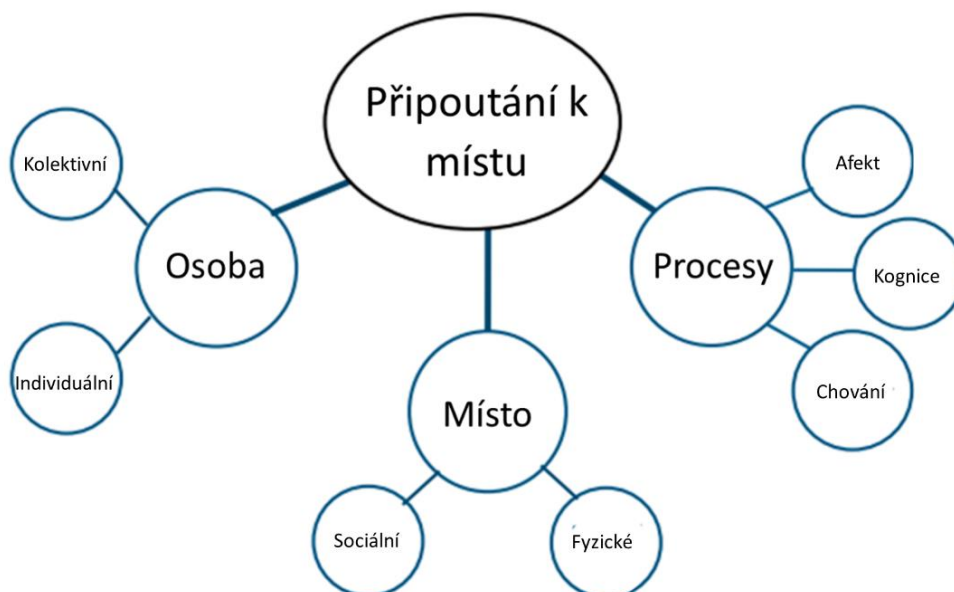 Připoutání k
místu
Kolektivní
Osoba
Individuální
Místo
Sociální
Fyzické
Procesy
Afekt
Kognice
Chování